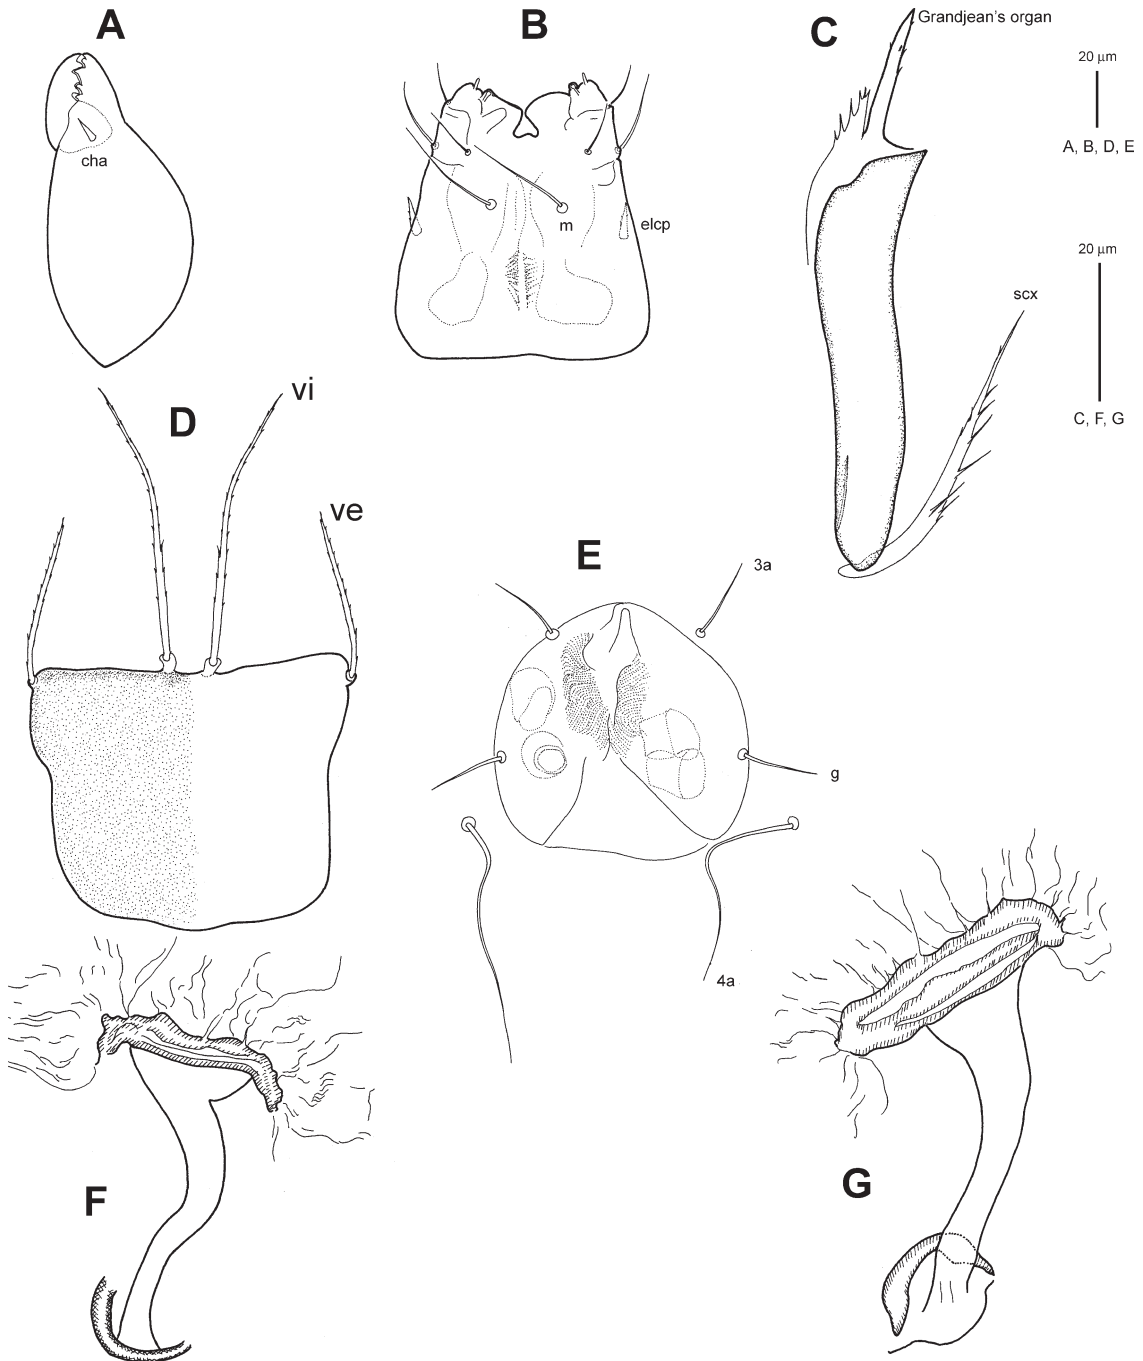 A
B
C
Grandjean's organ
20 µm
A, B, D, E
cha
m
elcp
20 µm
scx
C, F, G
D
vi
ve
E
3a
g
4a
F
G